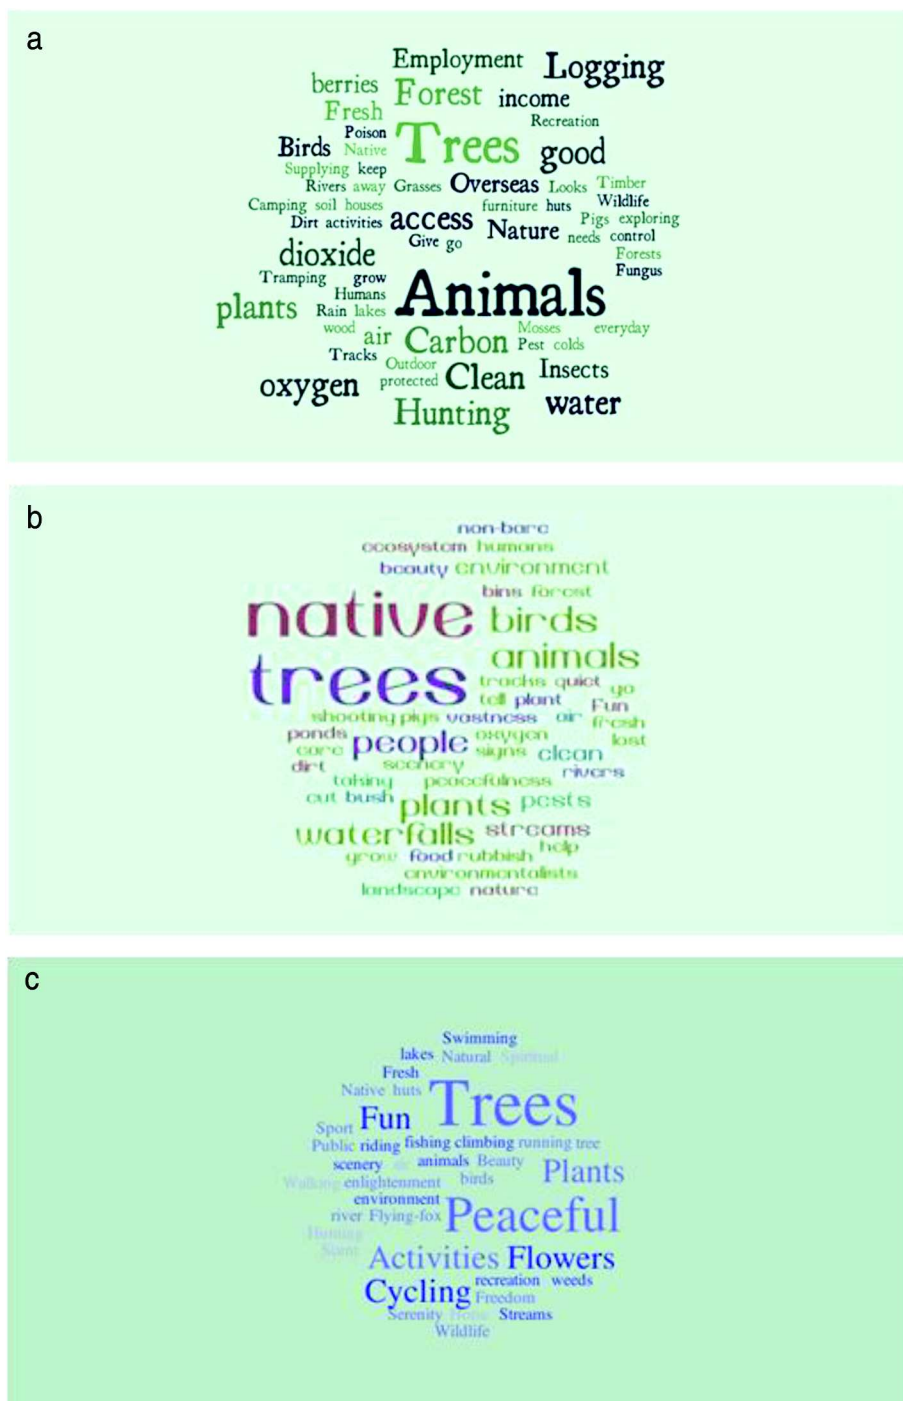 a
Employment Logging
berries Forest income
Fresh Recreation
Poison Trees good
Birds Native
Supplying keep
Rivers away Grasses Overseas Looks Timber
Camping soil houses furniture huts Wildlife
Dirt activities access Nature Pigs exploring
Give go needs control
dioxide Forests
Tramping grow Animals Fungus
Humans
plants Rain lakes
wood air Carbon Mosses everyday
Tracks Pest colds
Outdoor Clean Insects
oxygen protected
Hunting water
b
non-bare
ecosystem humans
beauty environment
bins forest
native birds
trees animals
tracks quiet go
tell plant Fun
shooting pigs vastness air fresh
ponds people oxygen lost
care signs clean
dirt scenery rivers
taking peacefulness
cut bush plants pests
waterfalls streams
help
grow food rubbish
environmentalists
landscape nature
c
Swimming
lakes Natural Spiritual
Fresh
Native huts Trees
Fun
Sport
Public riding fishing climbing running tree
scenery animals Beauty Plants
Walking enlightenment birds
environment
river Flying-fox Peaceful
Hunting
Activities Flowers
Cycling recreation weeds
Freedom
Serenity Streams
Wildlife